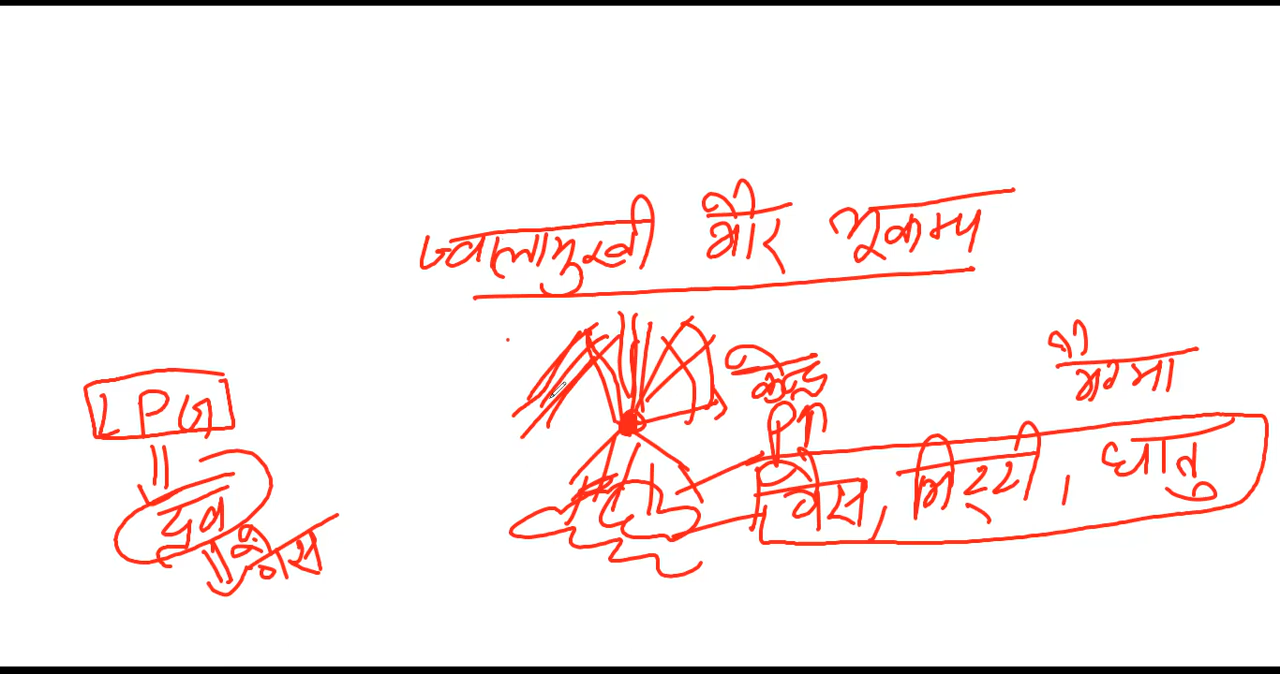 ज्वालामुखी और भूकम्प
केन्द्र
LPG
गैस, मिट्टी, धातु
द्रव
गैस